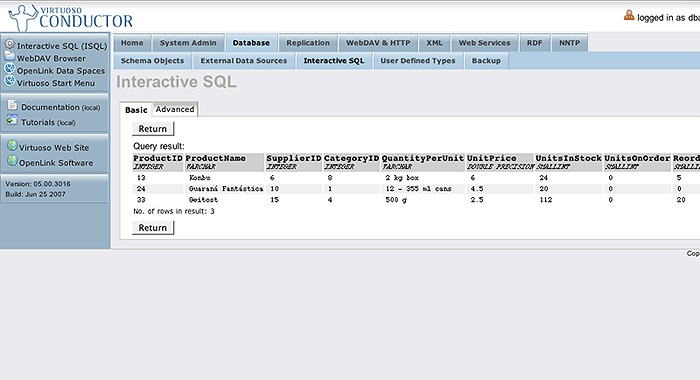 VIRTUOSO
CONDUCTOR
logged in as dba
Interactive SQL (ISQL)
WebDAV Browser
OpenLink Data Spaces
Virtuoso Start Menu
Documentation (local)
Tutorials (local)
Virtuoso Web Site
OpenLink Software
Version: 05.00.3016
Build: Jun 25 2007
Home System Admin Database Replication WebDAV & HTTP XML Web Services RDF NNTP
Schema Objects External Data Sources Interactive SQL User Defined Types Backup
Interactive SQL
Basic Advanced
Return
Query result:
ProductID ProductName SupplierID CategoryID QuantityPerUnit UnitPrice UnitsInStock UnitsOnOrder Reord
INTEGER VARCHAR INTEGER INTEGER VARCHAR DOUBLE PRECISION SMALLINT SMALLINT SMALL
13 Konbu 6 8 2 kg box 6 24 0 5
24 Guaraná Fantástica 10 1 12 - 355 ml cans 4.5 20 0 0
33 Geitost 15 4 500 g 2.5 112 0 20
No. of rows in result: 3
Return
Cop